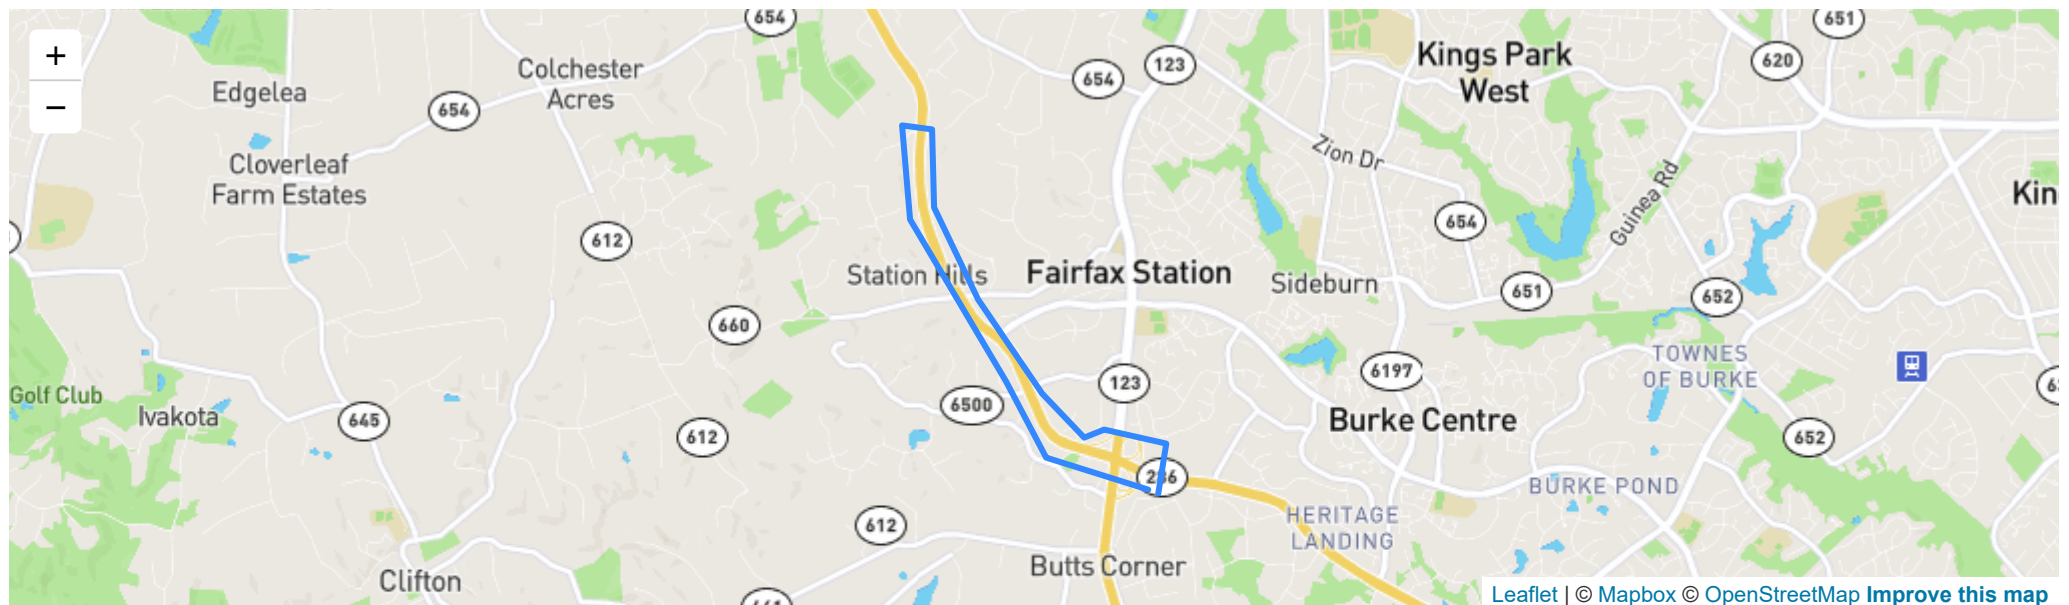 654
651
+
Kings Park
West
620
123
Colchester
Acres
654
Edgelea
−
654
Zion Dr
Cloverleaf
Farm Estates
Guinea Rd
Kin
654
612
Station Hills
Fairfax Station
Sideburn
651
652
660
TOWNES
OF BURKE
6197
123
Golf Club
Ivakota
6500
645
Burke Centre
612
652
286
BURKE POND
HERITAGE
LANDING
612
Butts Corner
Clifton
Leaflet | © Mapbox © OpenStreetMap Improve this map